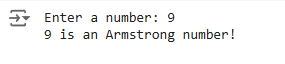 Enter a number: 9
9 is an Armstrong number!